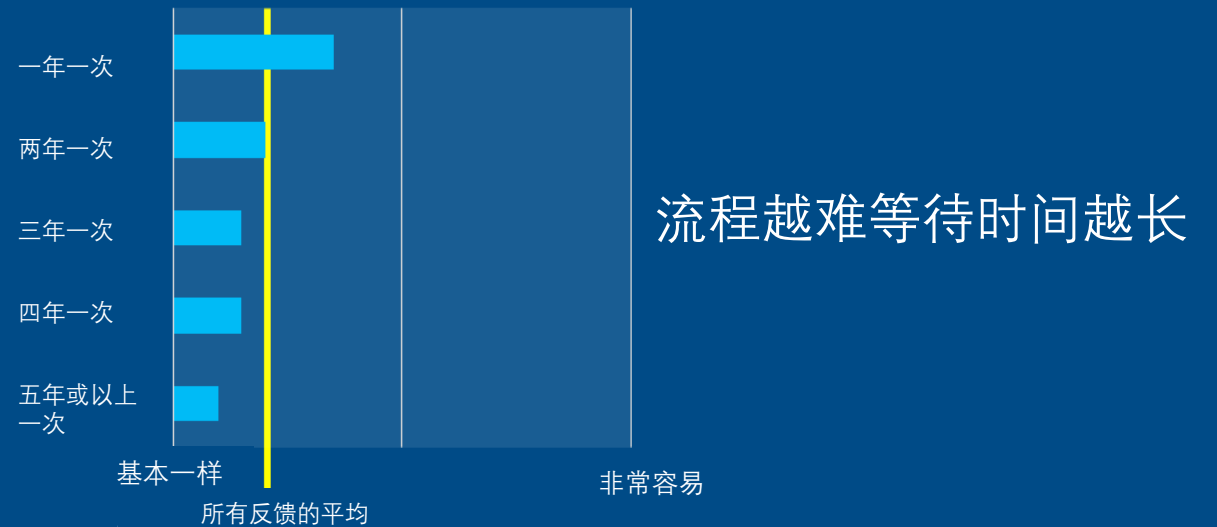 一年一次
两年一次
三年一次
四年一次
五年或以上
一次
流程越难等待时间越长
基本一样
非常容易
所有反馈的平均